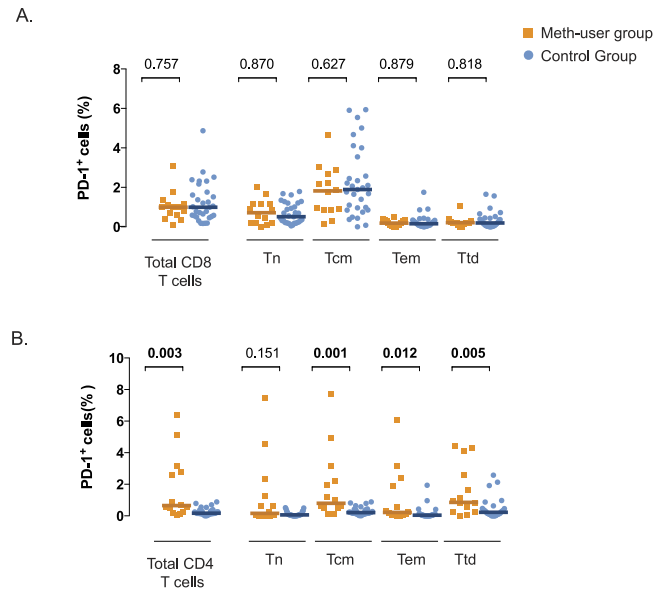 A.
Meth-user group
Control Group
0.757 0.870 0.627 0.879 0.818
PD-1+ cells (%)
8
6
4
2
0
Total CD8
T cells
Tn Tcm Tem Ttd
B.
0.003 0.151 0.001 0.012 0.005
PD-1+ cells(%)
10
8
6
4
2
0
Total CD4
T cells
Tn Tcm Tem Ttd